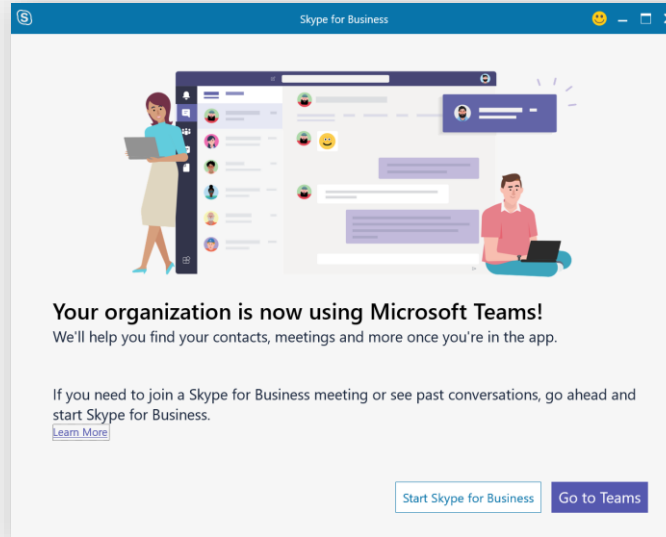 Skype for Business
Your organization is now using Microsoft Teams!
We'll help you find your contacts, meetings and more once you're in the app.
If you need to join a Skype for Business meeting or see past conversations, go ahead and
start Skype for Business.
Learn More
Start Skype for Business
Go to Teams